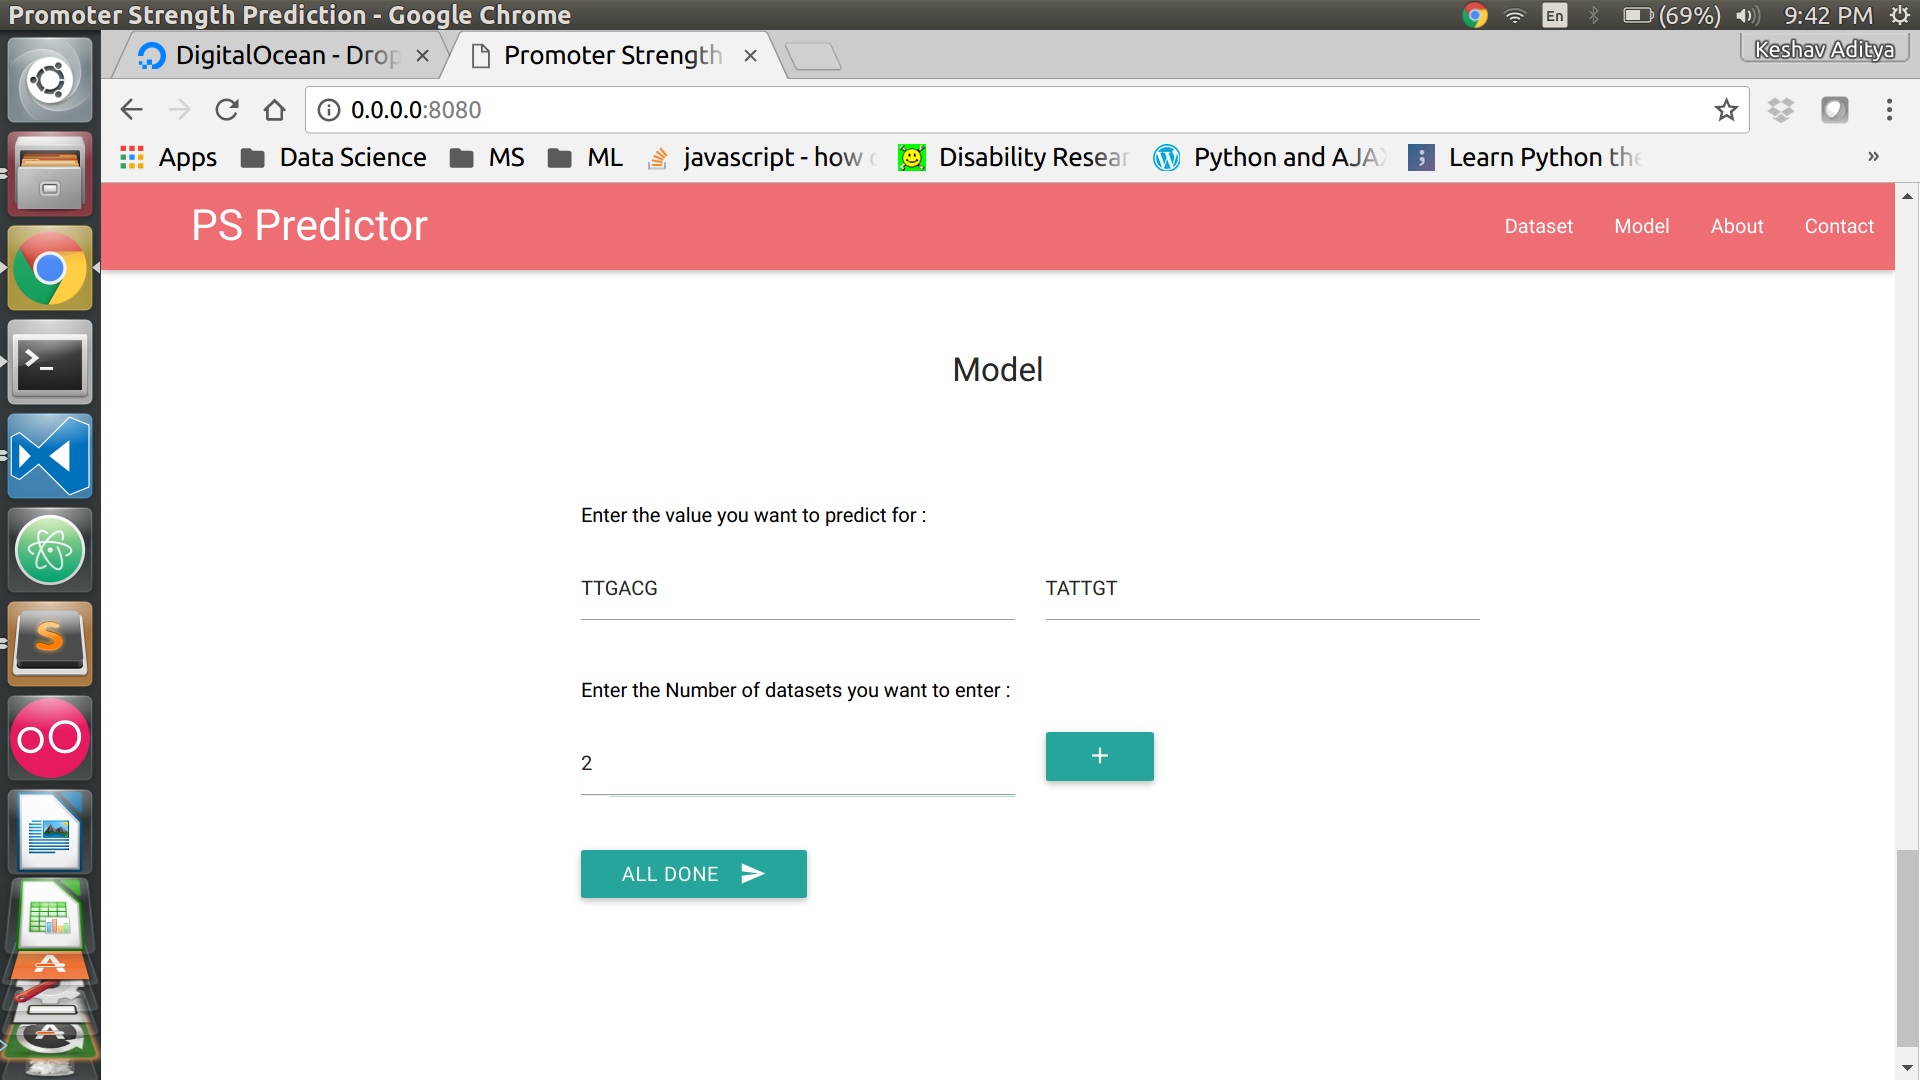 Promoter Strength Prediction - Google Chrome
En
(69%)
9:42 PM
DigitalOcean - Drop
Promoter Strength
Keshav Aditya
0.0.0.0:8080
Apps
Data Science
MS
ML
javascript - how
Disability Resear
Python and AJAX
Learn Python the
»
PS Predictor
Dataset
Model
About
Contact
Model
Enter the value you want to predict for :
TTGACG
TATTGT
Enter the Number of datasets you want to enter :
2
+
ALL DONE